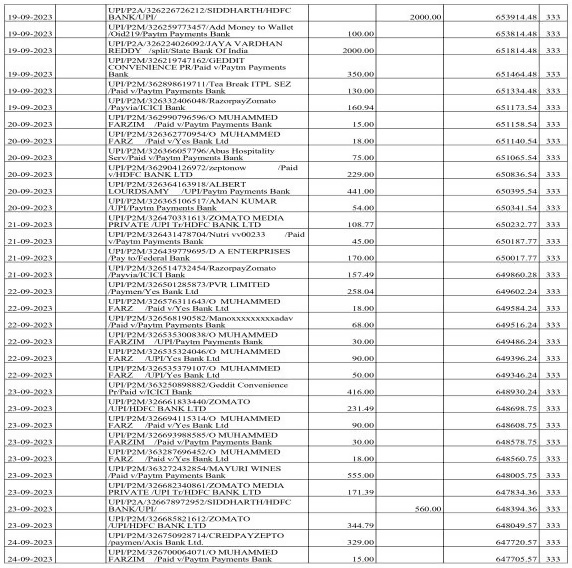 19-09-2023 UPI/P2A/326226726212/SIDDHARTH/HDFC
BANK/UPI/ 2000.00 653914.48 333
19-09-2023 UPI/P2M/326259773457/Add Money to Wallet
/Oid219/Paytm Payments Bank 100.00 653814.48 333
19-09-2023 UPI/P2A/326224026092/JAYA VARDHAN
REDDY /split/State Bank Of India 2000.00 651814.48 333
UPI/P2M/326219747162/GEDDIT
CONVENIENCE PR/Paid v/Paytm Payments
19-09-2023 Bank 350.00 651464.48 333
19-09-2023 UPI/P2M/362898619711/Tea Break ITPL SEZ
/Paid v/Paytm Payments Bank 130.00 651334.48 333
19-09-2023 UPI/P2M/326332406048/RazorpayZomato
/Payvia/ICICI Bank 160.94 651173.54 333
20-09-2023 UPI/P2M/362990796596/O MUHAMMED
FARZIM /Paid v/Paytm Payments Bank 15.00 651158.54 333
20-09-2023 UPI/P2M/326362770954/O MUHAMMED
FARZ /Paid v/Yes Bank Ltd 18.00 651140.54 333
20-09-2023 UPI/P2M/326366057796/Abus Hospitality
Serv/Paid v/Paytm Payments Bank 75.00 651065.54 333
20-09-2023 UPI/P2M/362904126972/zeptonow /Paid
v/HDFC BANK LTD 229.00 650836.54 333
20-09-2023 UPI/P2M/326364163918/ALBERT
LOURDSAMY /UPI/Paytm Payments Bank 441.00 650395.54 333
20-09-2023 UPI/P2M/326365106517/AMAN KUMAR
/UPI/Paytm Payments Bank 54.00 650341.54 333
21-09-2023 UPI/P2M/326470331613/ZOMATO MEDIA
PRIVATE /UPI Tr/HDFC BANK LTD 108.77 650232.77 333
21-09-2023 UPI/P2M/326431478704/Nutri vv00233 /Paid
v/Paytm Payments Bank 45.00 650187.77 333
21-09-2023 UPI/P2M/326439779695/D A ENTERPRISES
/Pay to/Federal Bank 170.00 650017.77 333
21-09-2023 UPI/P2M/326514732454/RazorpayZomato
/Payvia/ICICI Bank 157.49 649860.28 333
22-09-2023 UPI/P2M/326501285873/PVR LIMITED
/Paymen/Yes Bank Ltd 258.04 649602.24 333
22-09-2023 UPI/P2M/326576311643/O MUHAMMED
FARZ /Paid v/Yes Bank Ltd 18.00 649584.24 333
22-09-2023 UPI/P2M/326568190582/Manoxxxxxxxxxadav
/Paid v/Paytm Payments Bank 68.00 649516.24 333
22-09-2023 UPI/P2M/326535300838/O MUHAMMED
FARZIM /UPI/Paytm Payments Bank 30.00 649486.24 333
22-09-2023 UPI/P2M/326535324046/O MUHAMMED
FARZ /UPI/Yes Bank Ltd 90.00 649396.24 333
22-09-2023 UPI/P2M/326535379107/O MUHAMMED
FARZ /UPI/Yes Bank Ltd 50.00 649346.24 333
23-09-2023 UPI/P2M/363250898882/Geddit Convenience
Pr/Paid v/ICICI Bank 416.00 648930.24 333
23-09-2023 UPI/P2M/326661833440/ZOMATO
/UPI/HDFC BANK LTD 231.49 648698.75 333
23-09-2023 UPI/P2M/326694115314/O MUHAMMED
FARZ /Paid v/Yes Bank Ltd 90.00 648608.75 333
23-09-2023 UPI/P2M/326693988585/O MUHAMMED
FARZIM /Paid v/Paytm Payments Bank 30.00 648578.75 333
23-09-2023 UPI/P2M/363287696452/O MUHAMMED
FARZ /Paid v/Yes Bank Ltd 18.00 648560.75 333
23-09-2023 UPI/P2M/363272432854/MAYURI WINES
/Paid v/Paytm Payments Bank 555.00 648005.75 333
23-09-2023 UPI/P2M/326682340861/ZOMATO MEDIA
PRIVATE /UPI Tr/HDFC BANK LTD 171.39 647834.36 333
23-09-2023 UPI/P2A/326678972952/SIDDHARTH/HDFC
BANK/UPI/ 560.00 648394.36 333
23-09-2023 UPI/P2M/326685821612/ZOMATO
/UPI/HDFC BANK LTD 344.79 648049.57 333
24-09-2023 UPI/P2M/326750928714/CREDPAYZEPTO
/paymen/Axis Bank Ltd. 329.00 647720.57 333
24-09-2023 UPI/P2M/326700064071/O MUHAMMED
FARZIM /Paid v/Paytm Payments Bank 15.00 647705.57 333